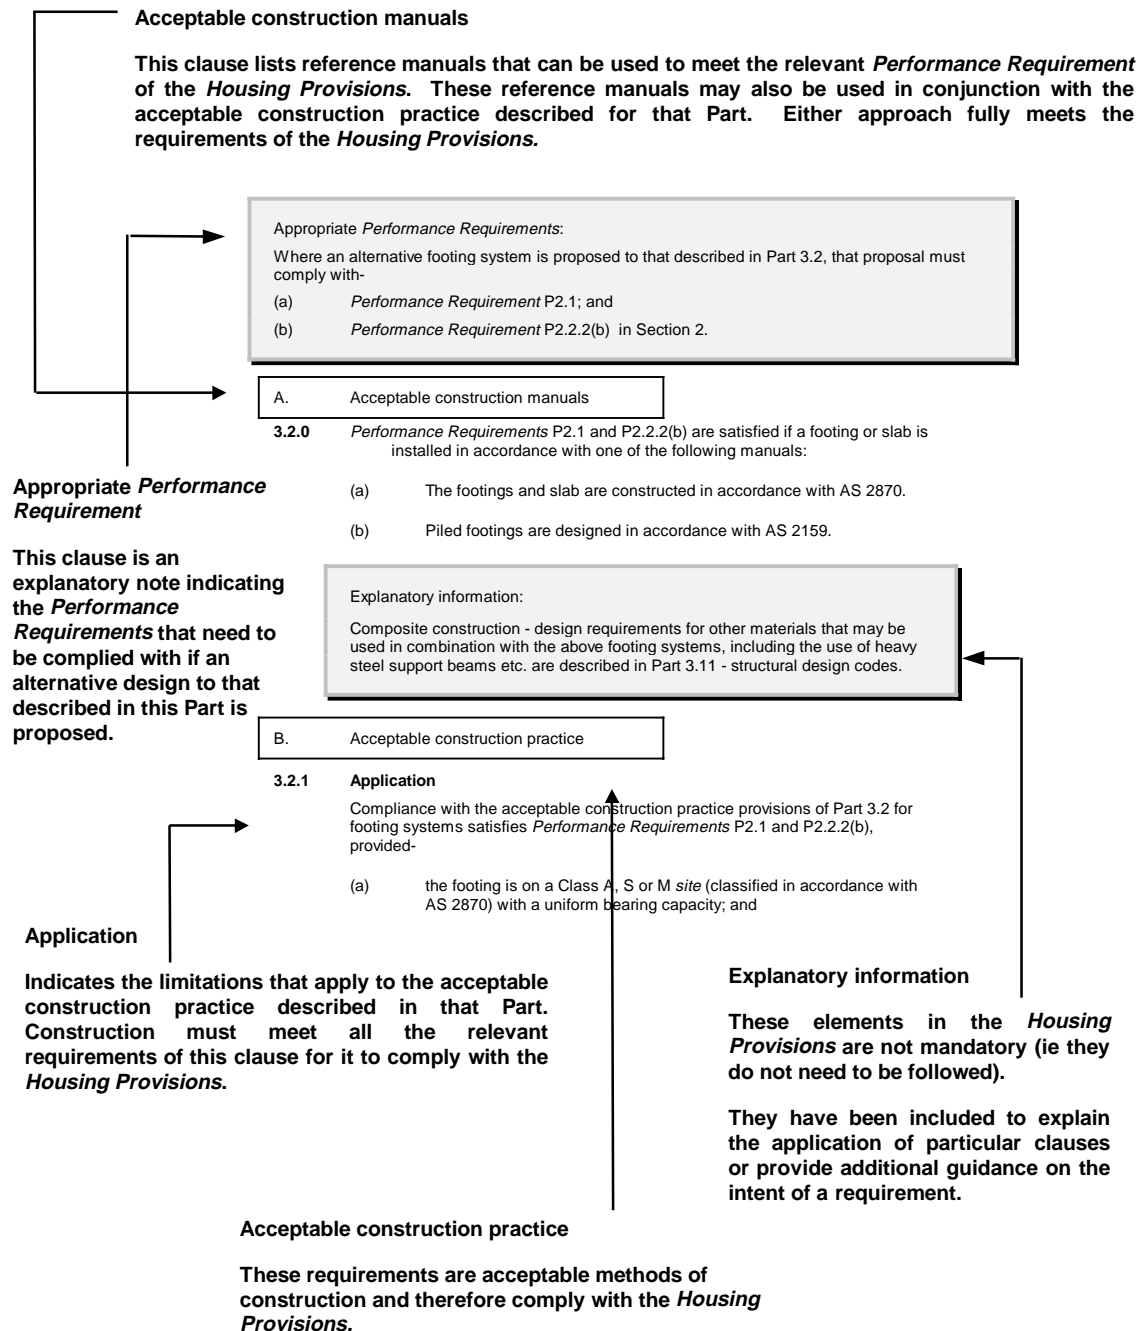 Acceptable construction manuals
This clause lists reference manuals that can be used to meet the relevant Performance Requirement
of the Housing Provisions. These reference manuals may also be used in conjunction with the
acceptable construction practice described for that Part. Either approach fully meets the
requirements of the Housing Provisions.
Appropriate Performance Requirements:
Where an alternative footing system is proposed to that described in Part 3.2, that proposal must
comply with-
(a) Performance Requirement P2.1; and
(b) Performance Requirement P2.2.2(b) in Section 2.
A. Acceptable construction manuals
3.2.0 Performance Requirements P2.1 and P2.2.2(b) are satisfied if a footing or slab is
installed in accordance with one of the following manuals:
(a) The footings and slab are constructed in accordance with AS 2870.
(b) Piled footings are designed in accordance with AS 2159.
Appropriate Performance
Requirement
This clause is an
explanatory note indicating
the Performance
Requirements that need to
be complied with if an
alternative design to that
described in this Part is
proposed.
Explanatory information:
Composite construction - design requirements for other materials that may be
used in combination with the above footing systems, including the use of heavy
steel support beams etc. are described in Part 3.11 - structural design codes.
B. Acceptable construction practice
3.2.1 Application
Compliance with the acceptable construction practice provisions of Part 3.2 for
footing systems satisfies Performance Requirements P2.1 and P2.2.2(b),
provided-
(a) the footing is on a Class A, S or M site (classified in accordance with
AS 2870) with a uniform bearing capacity; and
Application
Indicates the limitations that apply to the acceptable
construction practice described in that Part.
Construction must meet all the relevant
requirements of this clause for it to comply with the
Housing Provisions.
Explanatory information
These elements in the Housing
Provisions are not mandatory (ie they
do not need to be followed).
They have been included to explain
the application of particular clauses
or provide additional guidance on the
intent of a requirement.
Acceptable construction practice
These requirements are acceptable methods of
construction and therefore comply with the Housing
Provisions.